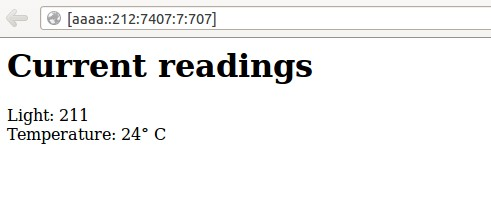 [aaaa::212:7407:7:707]
Current readings
Light: 211
Temperature: 24° C